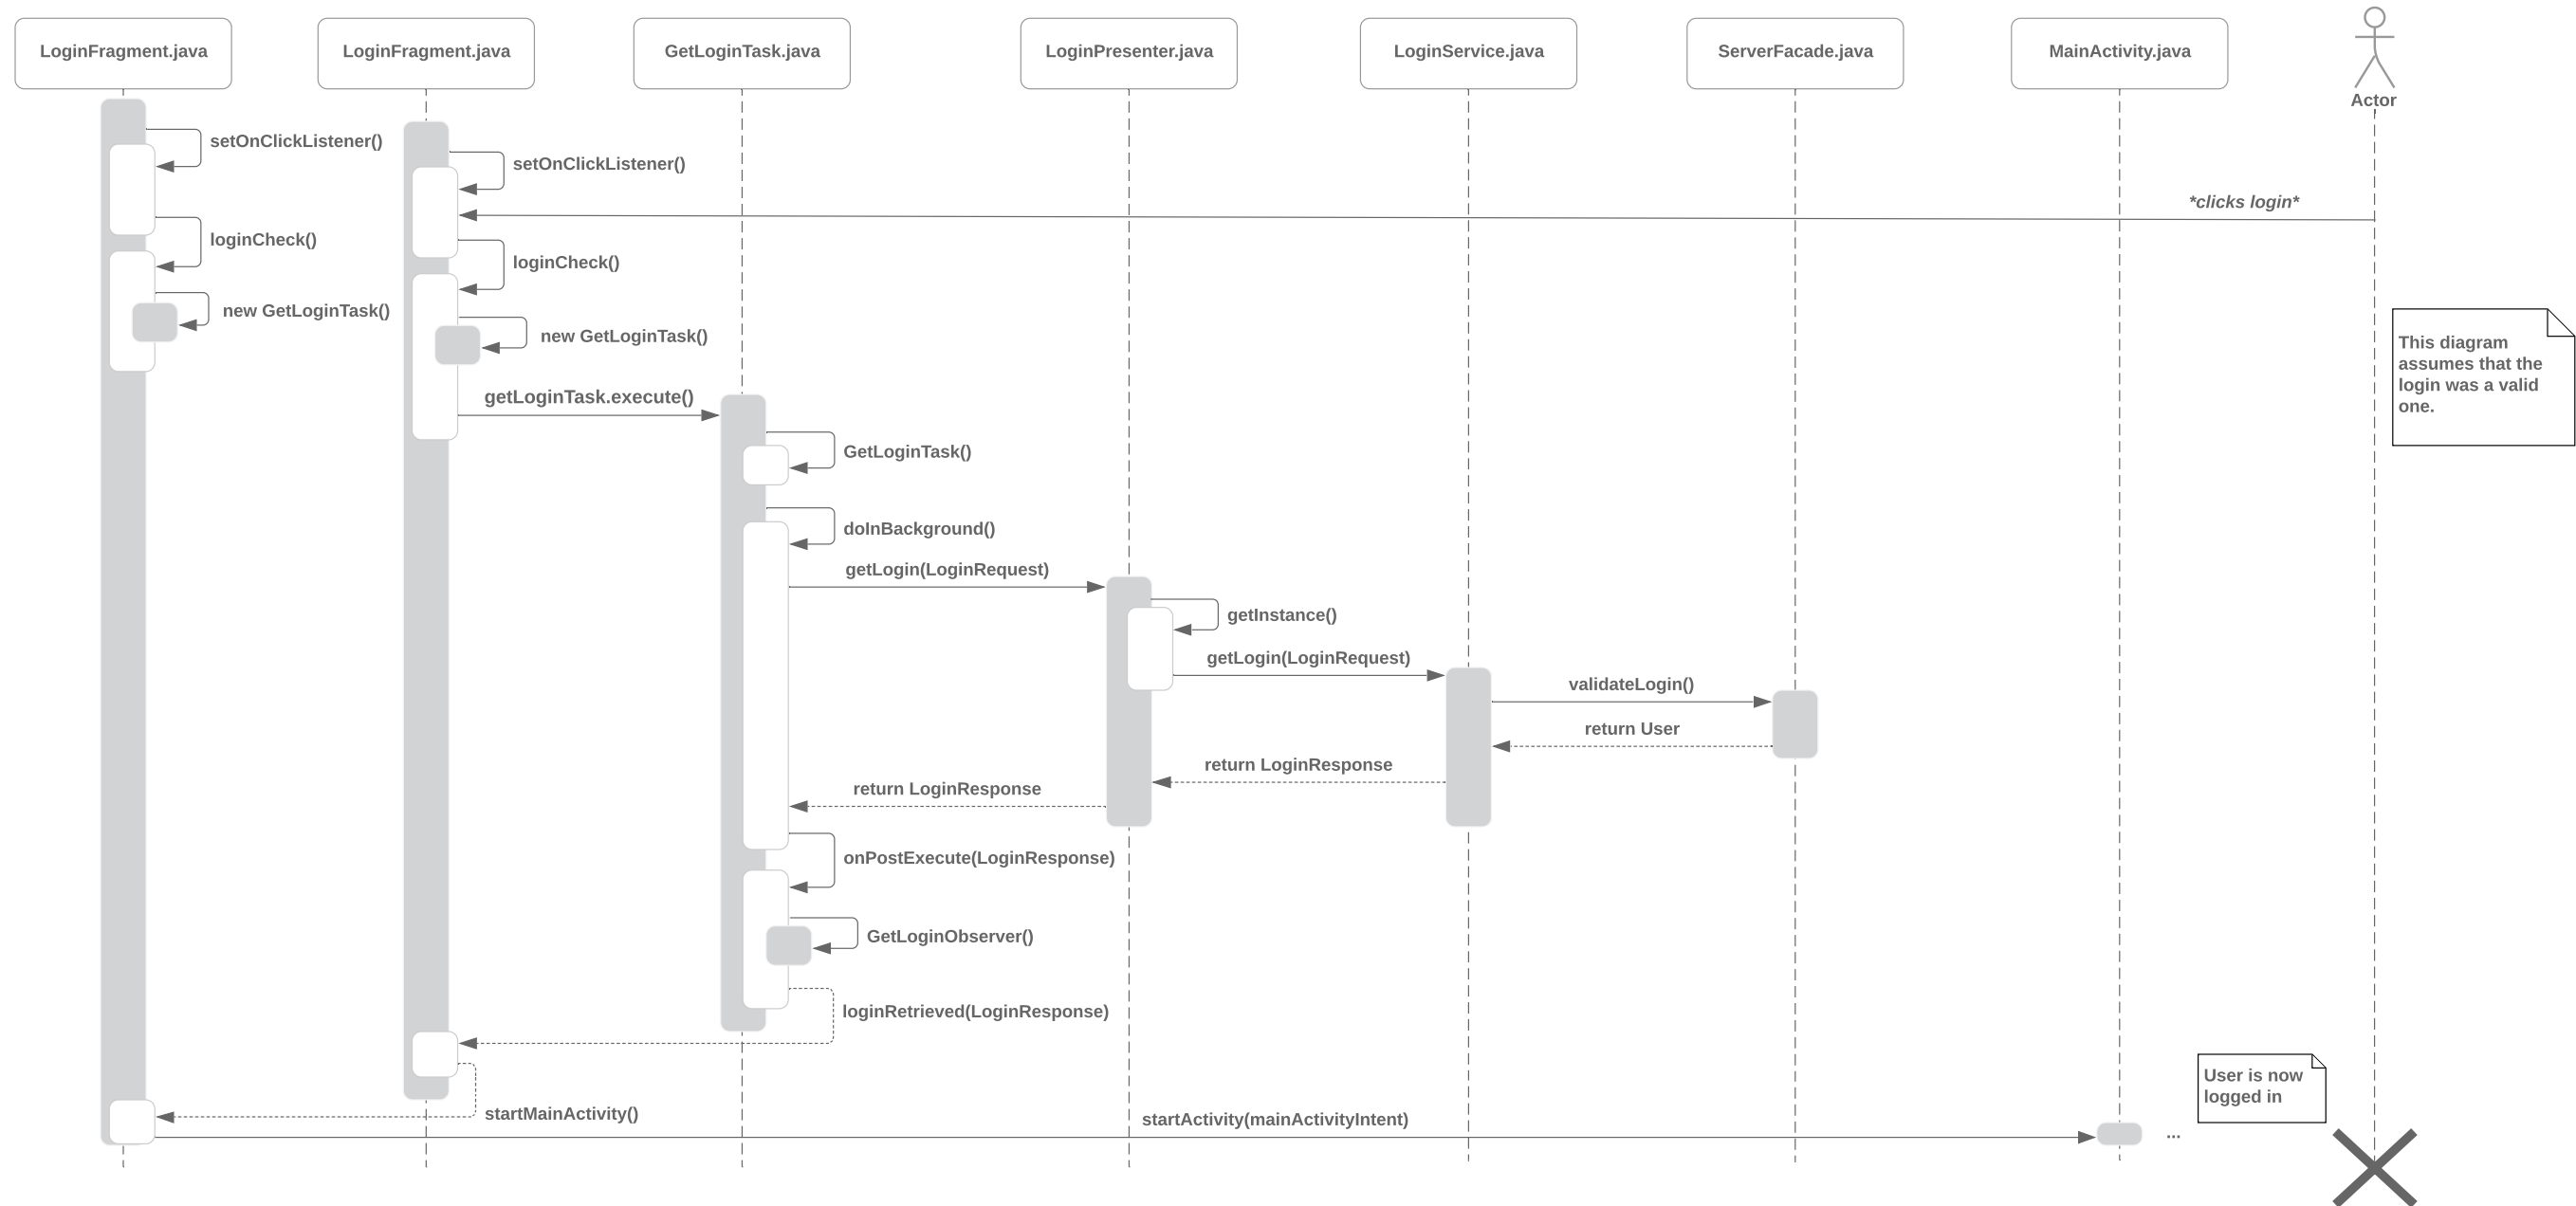 LoginFragment.java
LoginFragment.java
GetLoginTask.java
LoginPresenter.java
LoginService.java
ServerFacade.java
MainActivity.java
Actor
setOnClickListener()
setOnClickListener()
*clicks login*
loginCheck()
loginCheck()
new GetLoginTask()
new GetLoginTask()
This diagram
assumes that the
login was a valid
one.
getLoginTask.execute()
GetLoginTask()
doInBackground()
getLogin(LoginRequest)
getInstance()
getLogin(LoginRequest)
validateLogin()
return User
return LoginResponse
return LoginResponse
onPostExecute(LoginResponse)
GetLoginObserver()
loginRetrieved(LoginResponse)
User is now
logged in
startMainActivity()
startActivity(mainActivityIntent)
...